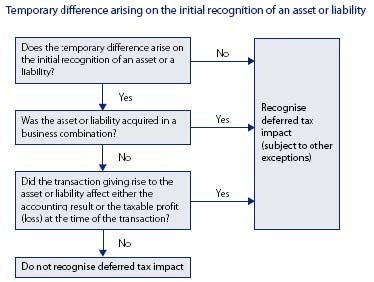 Temporary difference arising on the initial recognition of an asset or liability
Does the temporary difference arise on
the initial recognition of an asset or a
liability?
No
Yes
Was the asset or liability acquired in a
business combination?
Yes
No
Recognise
deferred tax
impact
(subject to other
exceptions)
Did the transaction giving rise to the
asset or liability affect either the
accounting result or the taxable profit
(loss) at the time of the transaction?
Yes
No
Do not recognise deferred tax impact